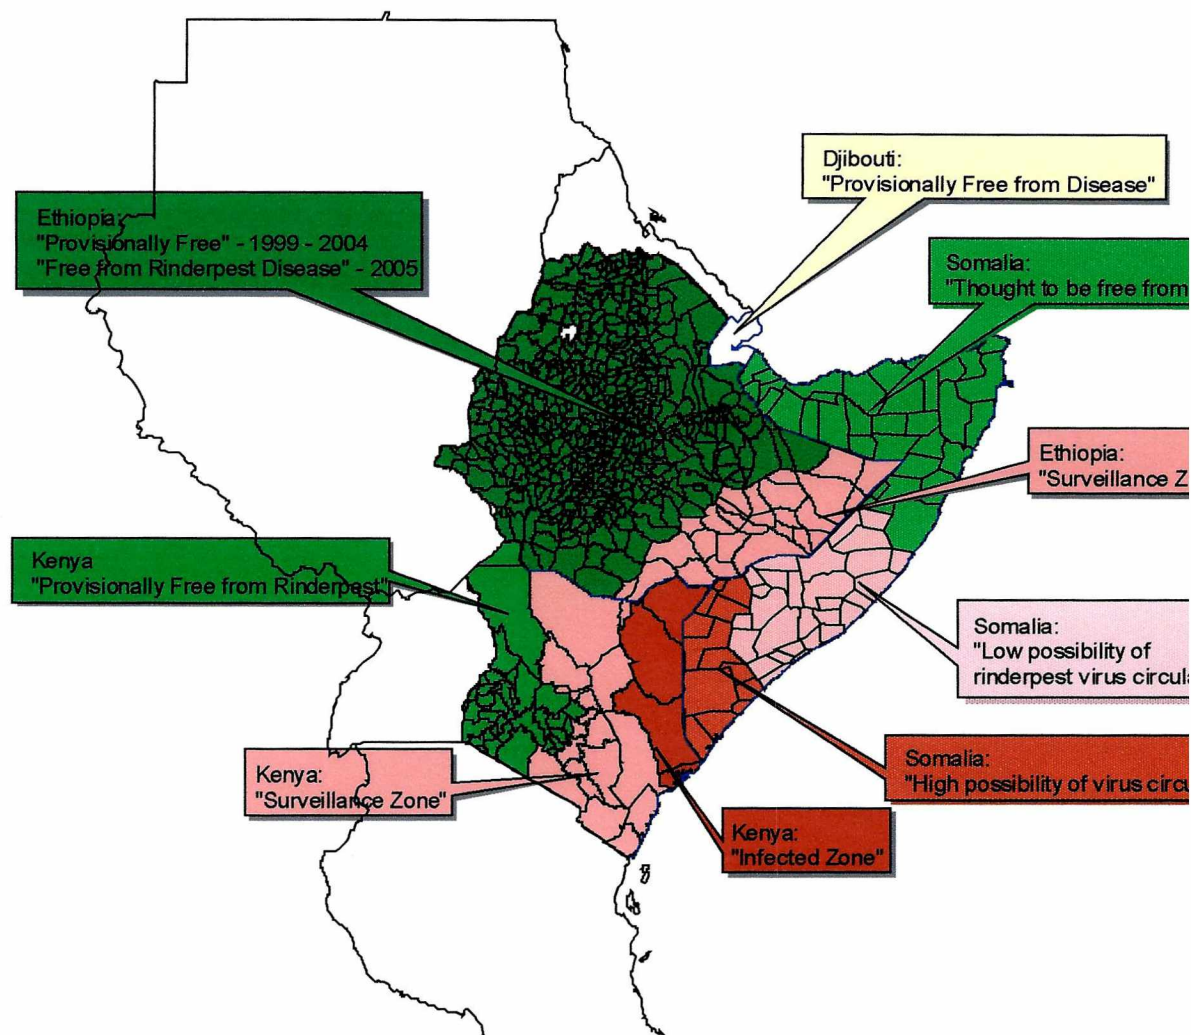 Djibouti:
"Provisionally Free from Disease"
Ethiopia:
"Provisionally Free" - 1999 - 2004
"Free from Rinderpest Disease" - 2005
Somalia:
"Thought to be free from
Ethiopia:
"Surveillance Z
Kenya
"Provisionally Free from Rinderpest"
Somalia:
"Low possibility of
rinderpest virus circula
Somalia:
"High possibility of virus circu
Kenya:
"Surveillance Zone"
Kenya:
"Infected Zone"